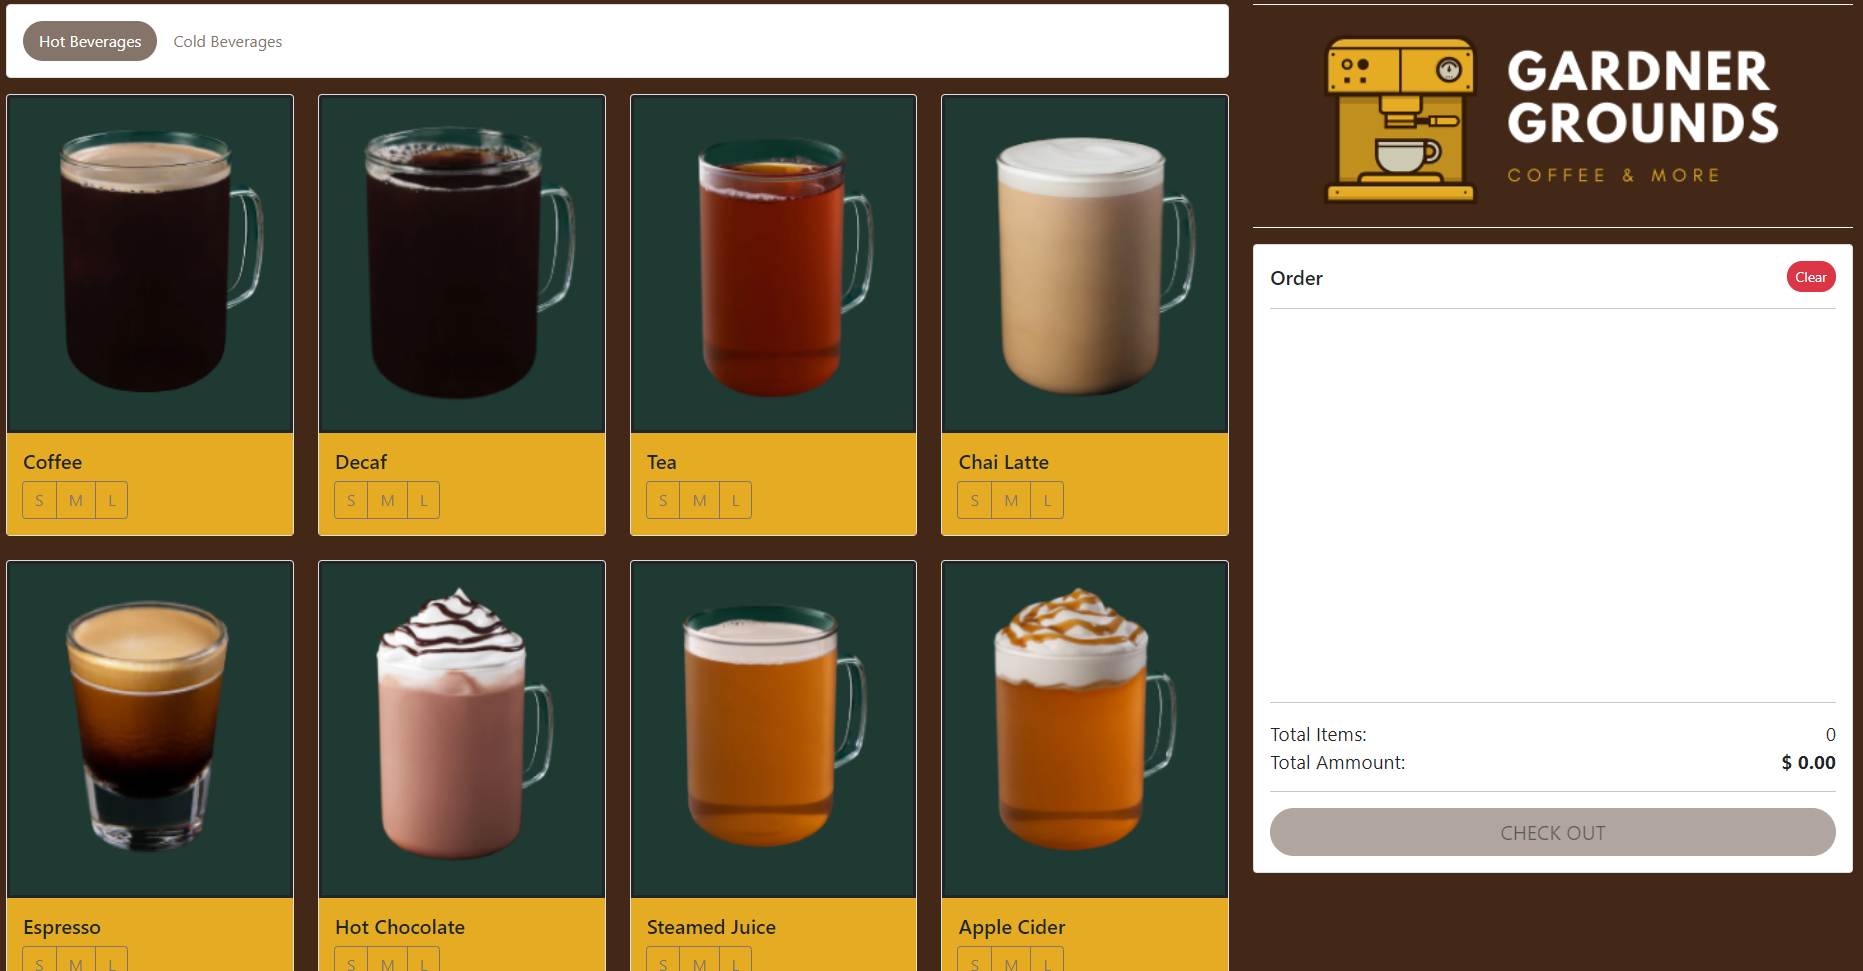 Hot Beverages Cold Beverages
GARDNER
GROUNDS
COFFEE & MORE
Order Clear
Coffee Decaf Tea Chai Latte
S M L S M L S M L S M L
Total Items: 0
Total Ammount: $ 0.00
CHECK OUT
Espresso Hot Chocolate Steamed Juice Apple Cider
S M L S M L S M L S M L